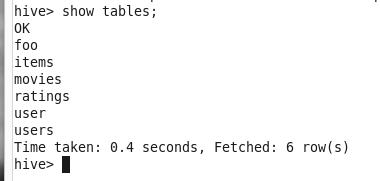 hive> show tables;
OK
foo
items
movies
ratings
user
users
Time taken: 0.4 seconds, Fetched: 6 row(s)
hive>